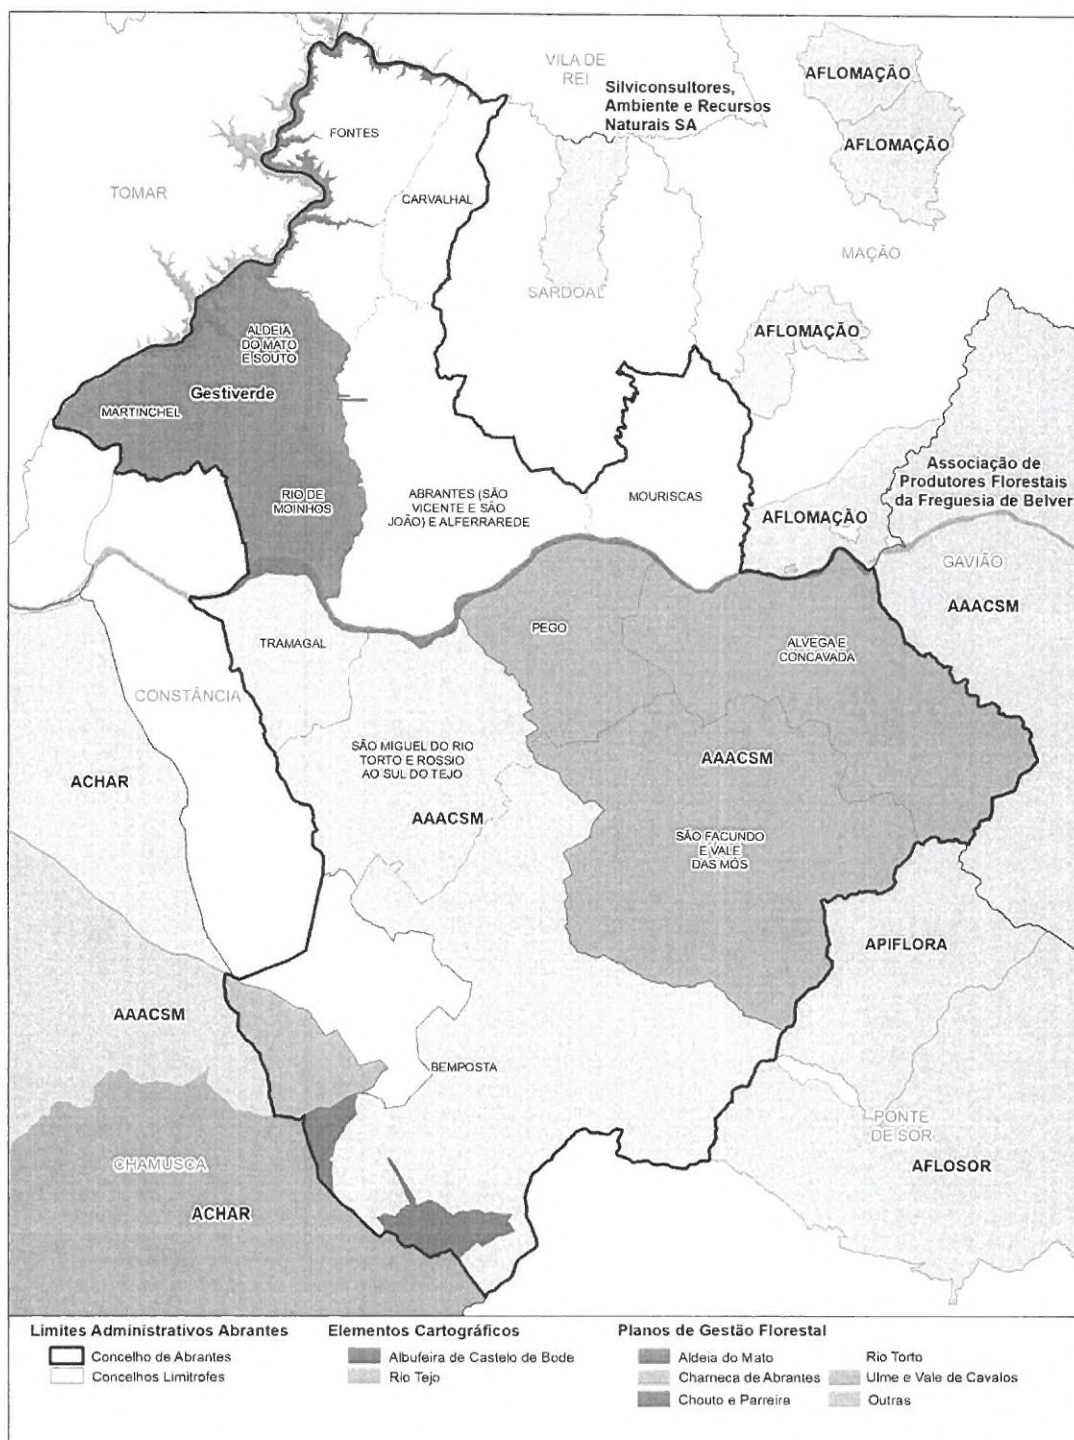 VILA DE
REI
Silviconsultores,
Ambiente e Recursos
Naturais SA
AFLOMAÇÃO
AFLOMAÇÃO
FONTES
TOMAR
CARVALHAL
MAÇÃO
SARDOAL
ALDEIA
DO MATO
E SOUTO
AFLOMAÇÃO
Gestiverde
MARTINCHEL
RIO DE
MOINHOS
ABRANTES (SÃO
VICENTE E SÃO
JOÃO) E ALFERRAREDE
MOURISCAS
AFLOMAÇÃO
Associação de
Produtores Florestais
da Freguesia de Belver
GAVIÃO
AAACSM
TRAMAGAL
PEGO
ALVEGA E
CONCAVADA
CONSTÂNCIA
SÃO MIGUEL DO RIO
TORTO E ROSSIO
AO SUL DO TEJO
ACHAR
AAACSM
AAACSM
SÃO FACUNDO
E VALE
DAS MÓS
APIFLORA
AAACSM
BEMPOSTA
PONTE
DE SOR
CHAMUSCA
AFLOSOR
ACHAR
Limites Administrativos Abrantes
Concelho de Abrantes
Concelhos Limitrofes
Elementos Cartográficos
Albufeira de Castelo de Bode
Rio Tejo
Planos de Gestão Florestal
Aldeia do Mato
Charneca de Abrantes
Chouto e Parreira
Rio Torto
Ulme e Vale de Cavalos
Outras